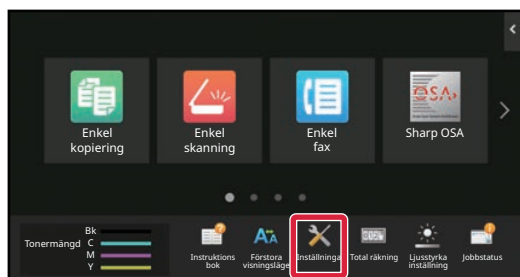 Enkel
kopiering
Enkel
skanning
Enkel
fax
Sharp OSA
Tonermängd
Bk
C
M
Y
Instruktions
bok
Förstora
visningsläge
Inställninga
Total räkning
Ljusstyrka
inställning
Jobbstatus